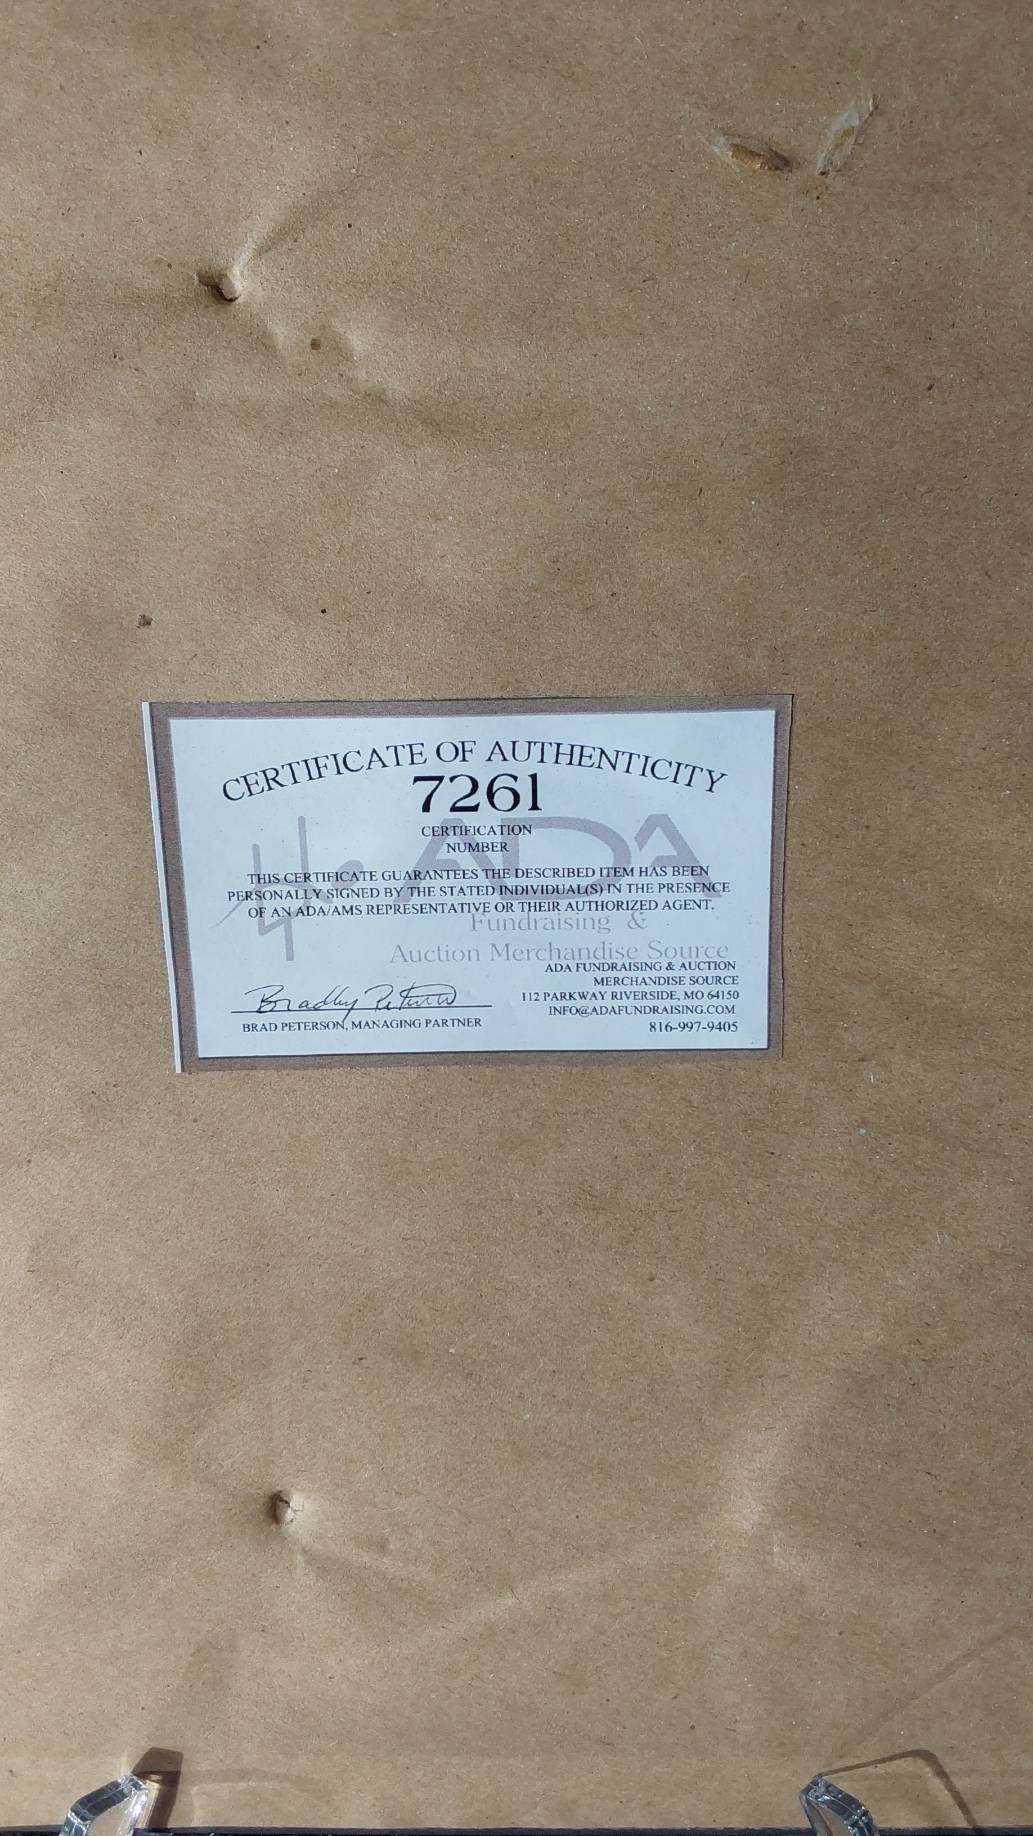 CERTIFICATE OF AUTHENTICITY
7261
CERTIFICATION
NUMBER
ADA
THIS CERTIFICATE GUARANTEES THE DESCRIBED ITEM HAS BEEN
PERSONALLY SIGNED BY THE STATED INDIVIDUAL(S) IN THE PRESENCE
OF AN ADA/AMS REPRESENTATIVE OR THEIR AUTHORIZED AGENT.
Fundraising &
Auction Merchandise Source
ADA FUNDRAISING & AUCTION
MERCHANDISE SOURCE
112 PARKWAY RIVERSIDE, MO 64150
INFO@ADAFUNDRAISING.COM
816-997-9405
Bradley Peterson
BRAD PETERSON, MANAGING PARTNER